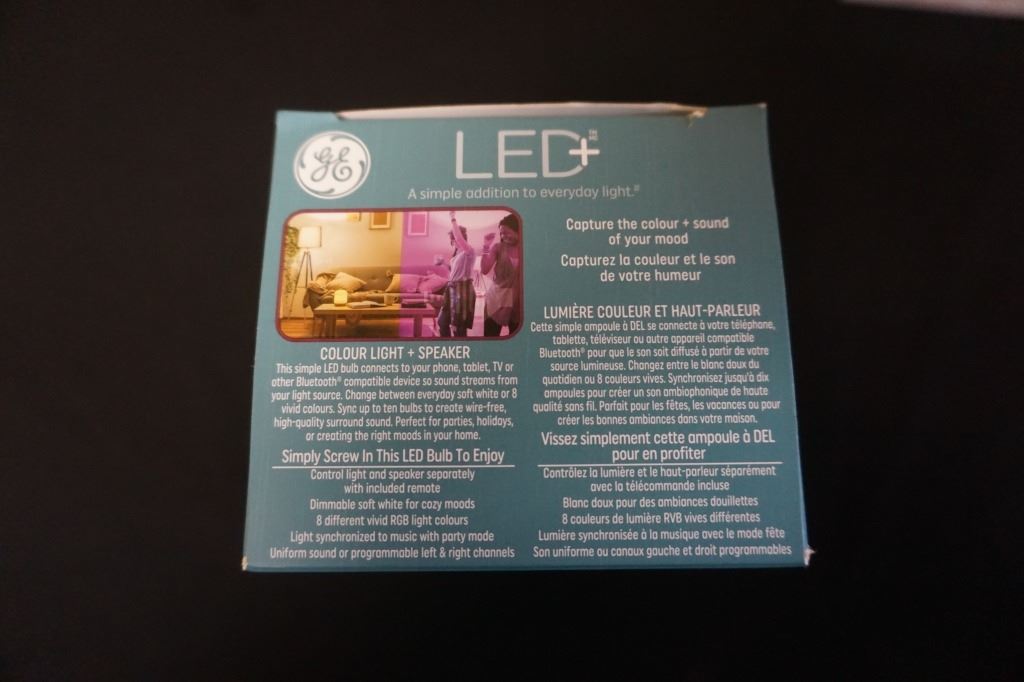 GE
LED+ TM MC
A simple addition to everyday light.
Capture the colour + sound
of your mood
Capturez la couleur et le son
de votre humeur
COLOUR LIGHT + SPEAKER
This simple LED bulb connects to your phone, tablet, TV or
other Bluetooth® compatible device so sound streams from
your light source. Change between everyday soft white or 8
vivid colours. Sync up to ten bulbs to create wire-free,
high-quality surround sound. Perfect for parties, holidays,
or creating the right moods in your home.
Simply Screw In This LED Bulb To Enjoy
Control light and speaker separately
with included remote
Dimmable soft white for cozy moods
8 different vivid RGB light colours
Light synchronized to music with party mode
Uniform sound or programmable left & right channels
LUMIÈRE COULEUR ET HAUT-PARLEUR
Cette simple ampoule à DEL se connecte à votre téléphone,
tablette, téléviseur ou autre appareil compatible
Bluetooth® pour que le son soit diffusé à partir de votre
source lumineuse. Changez entre le blanc doux du
quotidien ou 8 couleurs vives. Synchronisez jusqu'à dix
ampoules pour créer un son ambiophonique de haute
qualité sans fil. Parfait pour les fêtes, les vacances ou pour
créer les bonnes ambiances dans votre maison.
Vissez simplement cette ampoule à DEL
pour en profiter
Contrôlez la lumière et le haut-parleur séparément
avec la télécommande incluse
Blanc doux pour des ambiances douillettes
8 couleurs de lumière RVB vives différentes
Lumière synchronisée à la musique avec le mode fête
Son uniforme ou canaux gauche et droit programmables